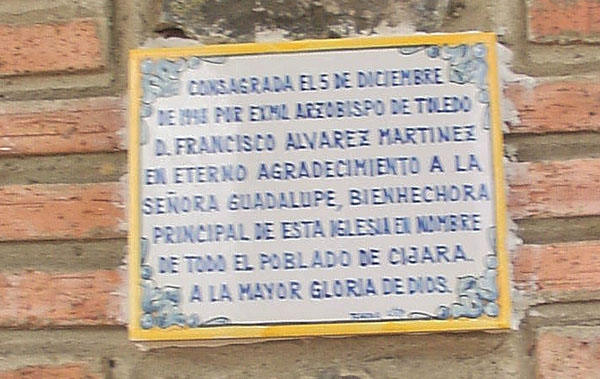 CONSAGRADA EL 5 DE DICIEMBRE
DE POR EXMO. ARZOBISPO DE TOLEDO
D. FRANCISCO ALVAREZ MARTINEZ
EN ETERNO AGRADECIMIENTO A LA
SEÑORA GUADALUPE, BIENHECHORA
PRINCIPAL DE ESTA IGLESIA EN NOMBRE
DE TODO EL POBLADO DE CIJARA.
A LA MAYOR GLORIA DE DIOS.